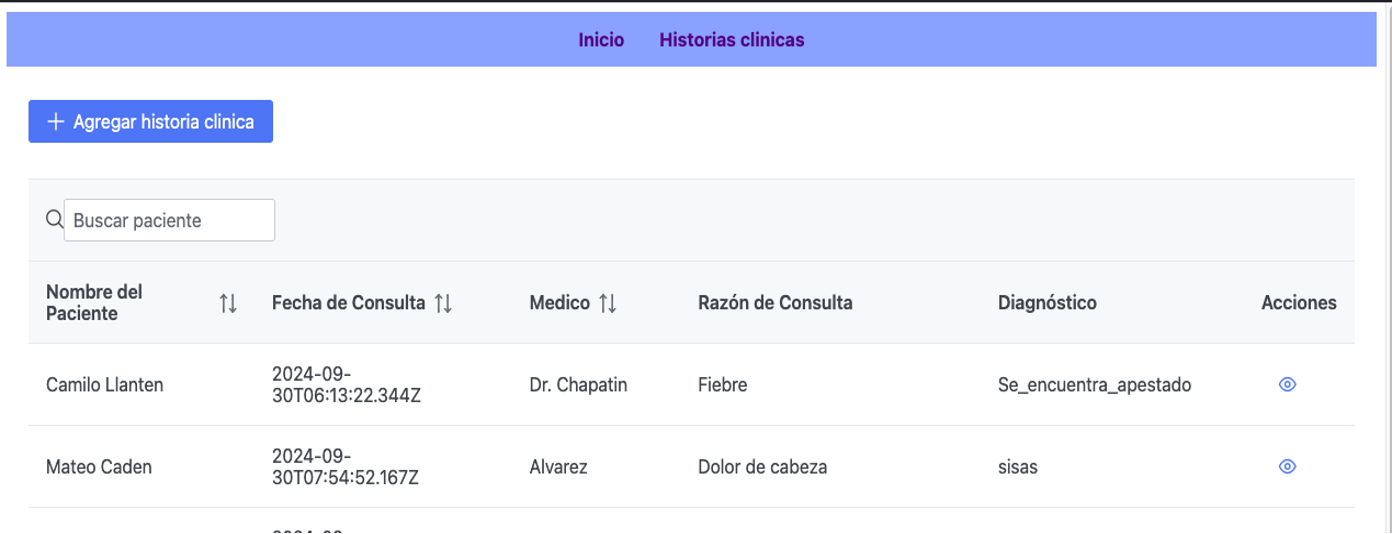 Inicio Historias clinicas
Agregar historia clinica
Buscar paciente
Nombre del Paciente Fecha de Consulta Medico Razón de Consulta Diagnóstico Acciones
Camilo Llanten 2024-09-30T06:13:22.344Z Dr. Chapatin Fiebre Se_encuentra_apestado
Mateo Caden 2024-09-30T07:54:52.167Z Alvarez Dolor de cabeza sisas